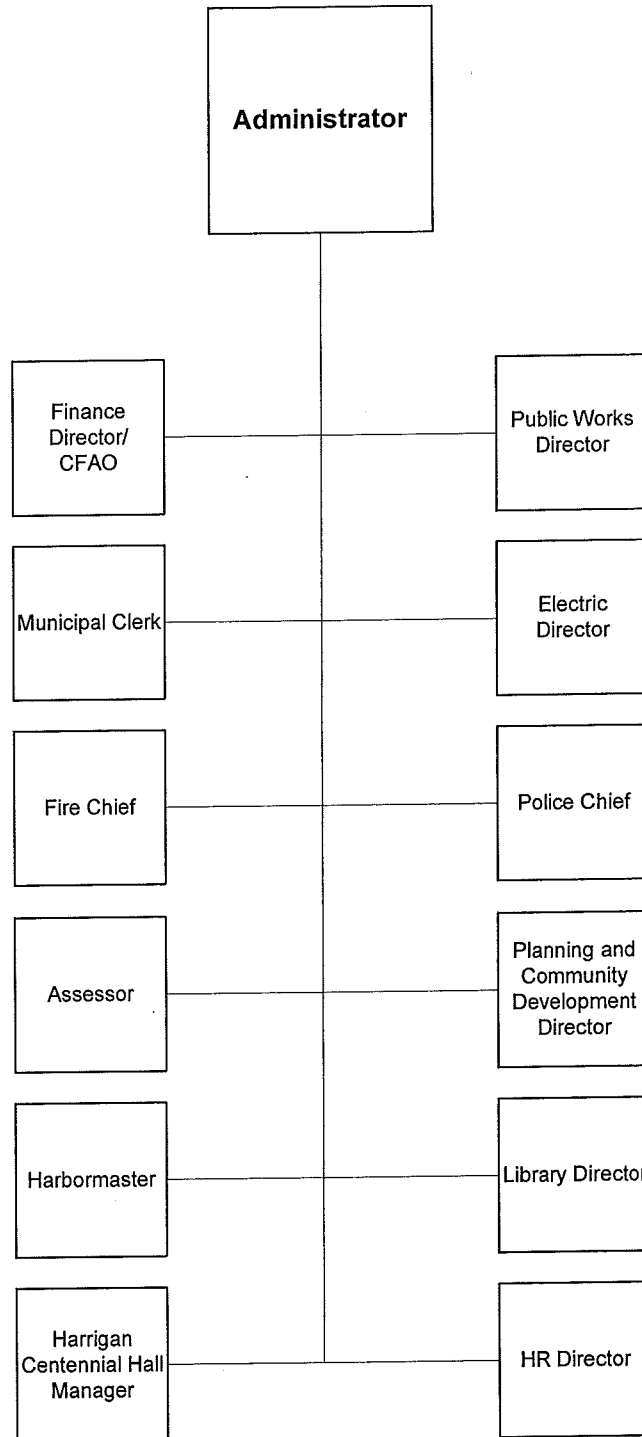 Administrator
Finance
Director/
CFAO
Public Works
Director
Municipal Clerk
Electric
Director
Fire Chief
Police Chief
Assessor
Planning and
Community
Development
Director
Harbormaster
Library Director
Harrigan
Centennial Hall
Manager
HR Director